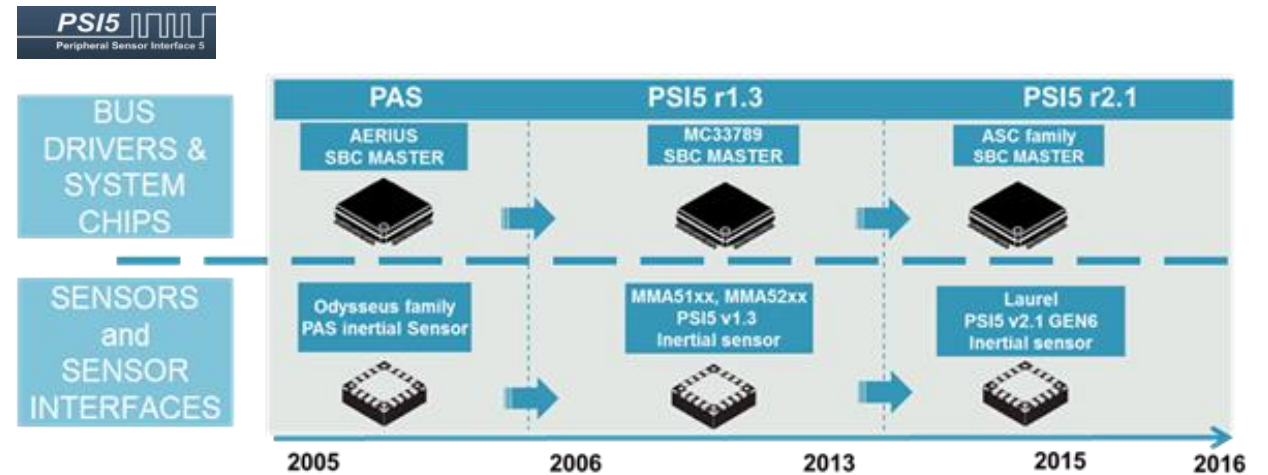 PSI5
Peripheral Sensor Interface 5
BUS
DRIVERS &
SYSTEM
CHIPS
PAS
PSI5 r1.3
PSI5 r2.1
AERIUS
SBC MASTER
MC33789
SBC MASTER
ASC family
SBC MASTER
SENSORS
and
SENSOR
INTERFACES
Odysseus family
PAS inertial Sensor
MMA51xx, MMA52xx
PSI5 v1.3
Inertial sensor
Laurel
PSI5 v2.1 GEN6
Inertial sensor
2005
2006
2013
2015
2016